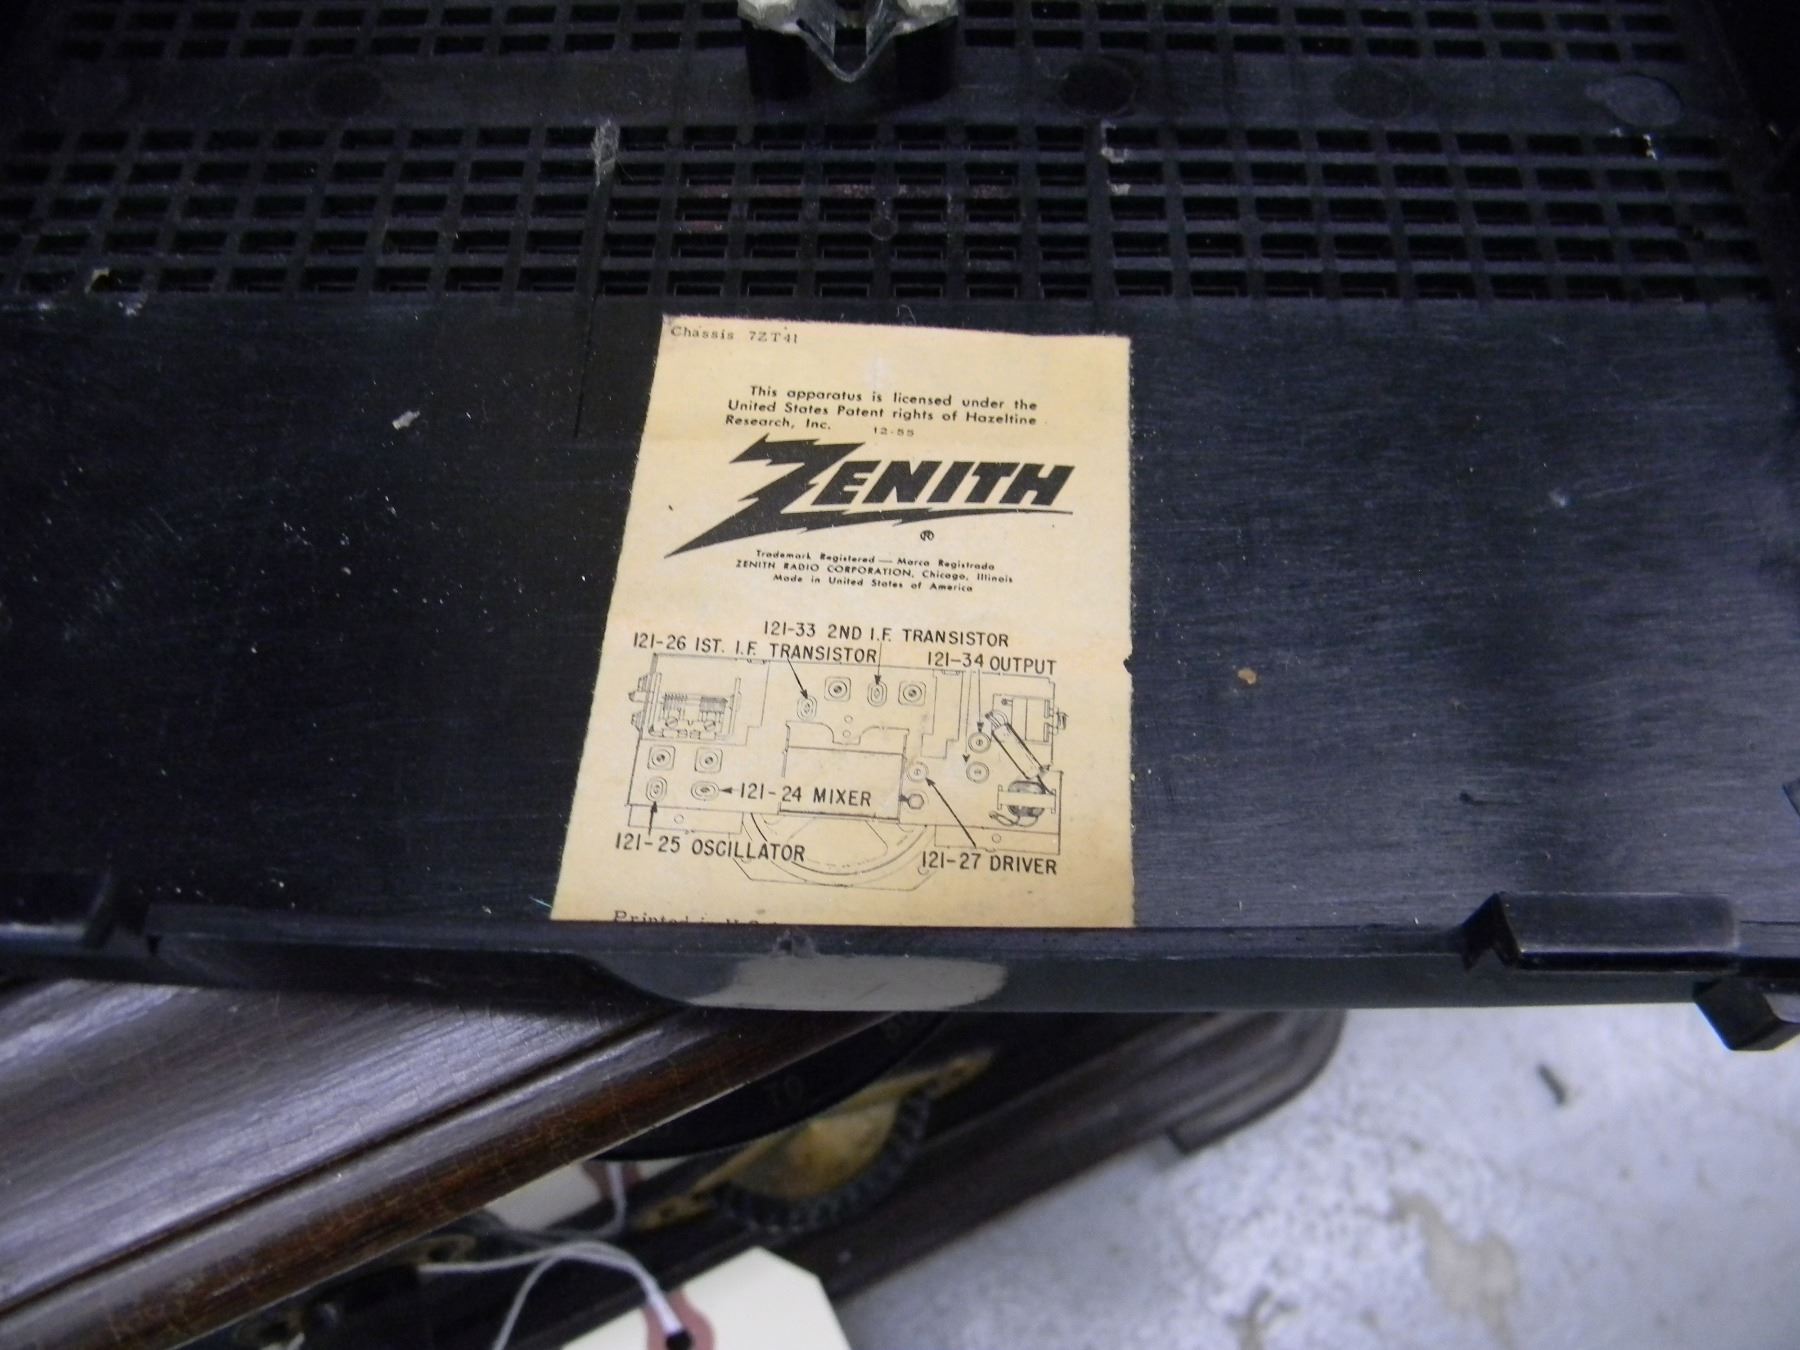 Chassis 7ZT41
This apparatus is licensed under the
United States Patent rights of Hazeltine
Research, Inc. 12-55
ZENITH
®
Trademark Registered — Marca Registrada
ZENITH RADIO CORPORATION, Chicago, Illinois
Made in United States of America
121-33 2ND I.F. TRANSISTOR
121-26 1ST. I.F. TRANSISTOR
121-34 OUTPUT
121-24 MIXER
121-25 OSCILLATOR
121-27 DRIVER
Printed in